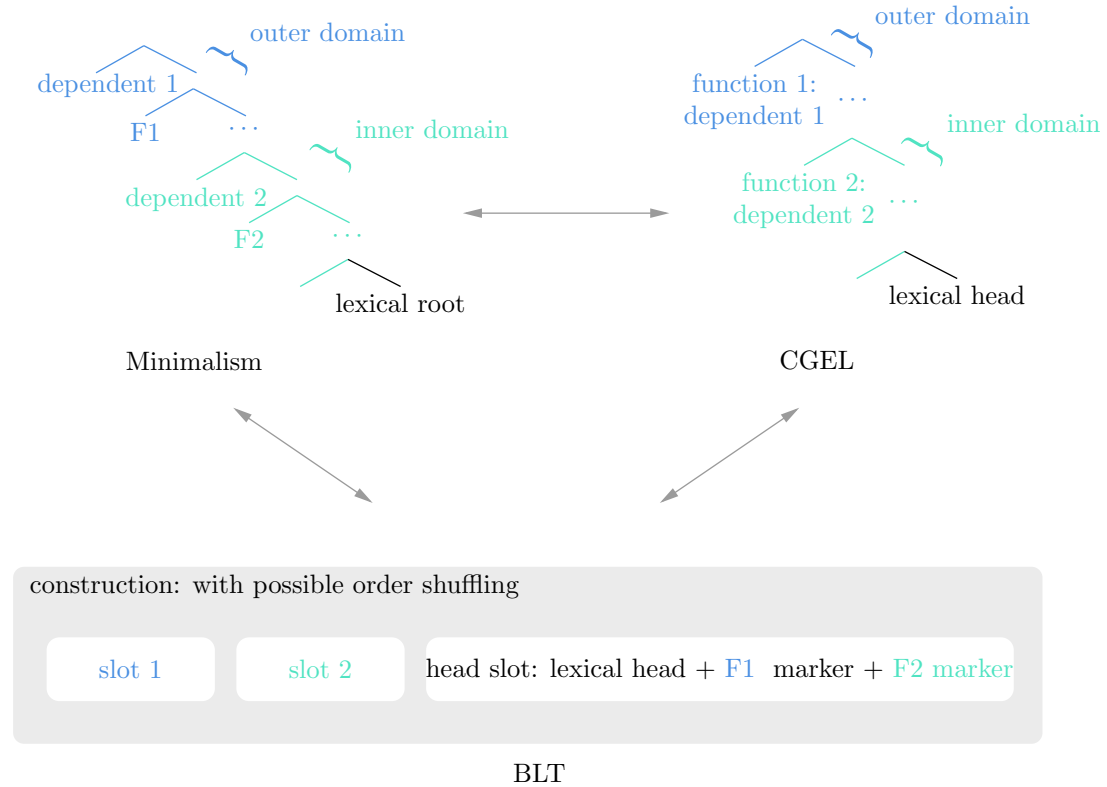 outer domain
dependent 1
F1
...
inner domain
dependent 2
F2
...
lexical root
Minimalism
outer domain
function 1:
dependent 1
...
inner domain
function 2:
dependent 2
...
lexical head
CGEL
construction: with possible order shuffling
slot 1
slot 2
head slot: lexical head + F1 marker + F2 marker
BLT